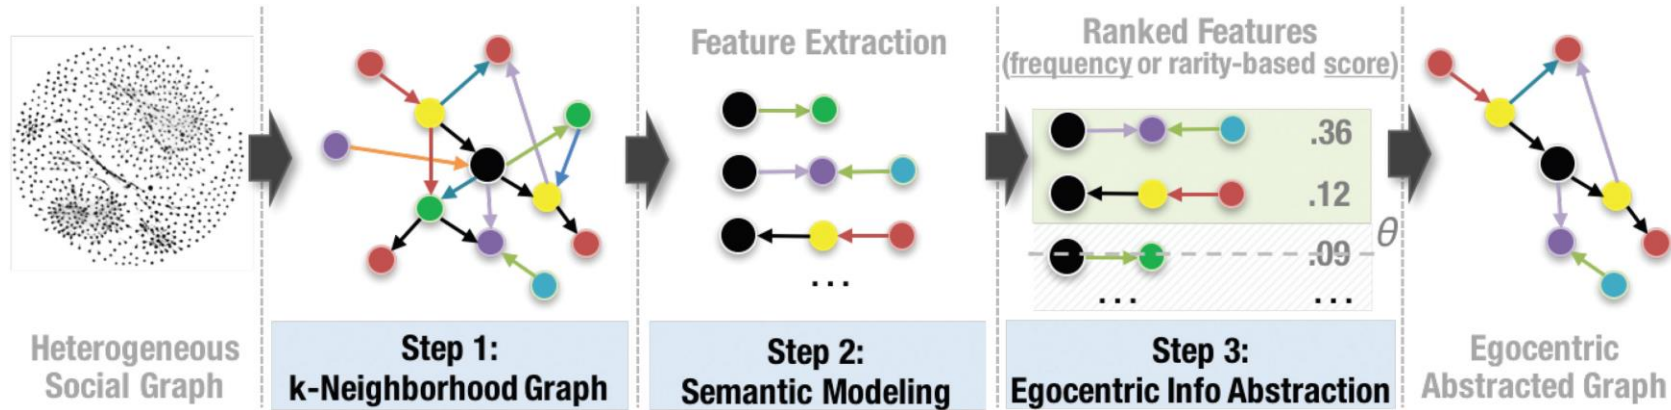 Heterogeneous
Social Graph
Step 1:
k-Neighborhood Graph
Feature Extraction
...
Step 2:
Semantic Modeling
Ranked Features
(frequency or rarity-based score)
.36
.12
θ
.09
... ...
Step 3:
Egocentric Info Abstraction
Egocentric
Abstracted Graph